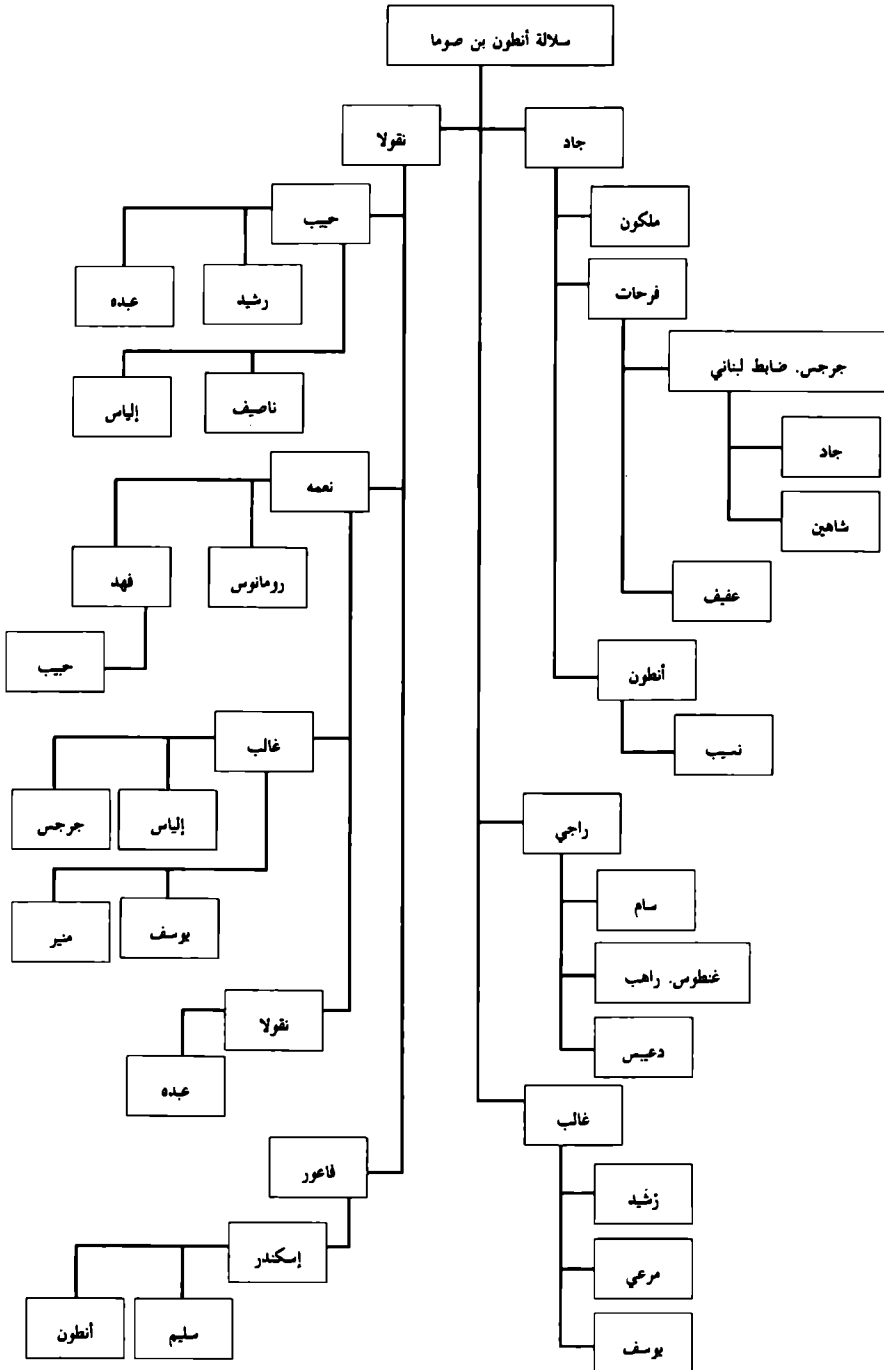 سلالة أنطون بن صوما
جاد
ملكون
فرحات
جرجس. ضابط لبناني
جاد
شاهين
عفيف
أنطون
نسيب
راجي
سام
غنطوس. راهب
دعيبس
غالب
رشيد
مرعي
يوسف
نقولا
حبيب
رشيد
عبده
ناصيف
إلياس
نعمه
رومانوس
فهد
حبيب
غالب
إلياس
جرجس
يوسف
منير
نقولا
عبده
فاعور
إسكندر
سليم
أنطون